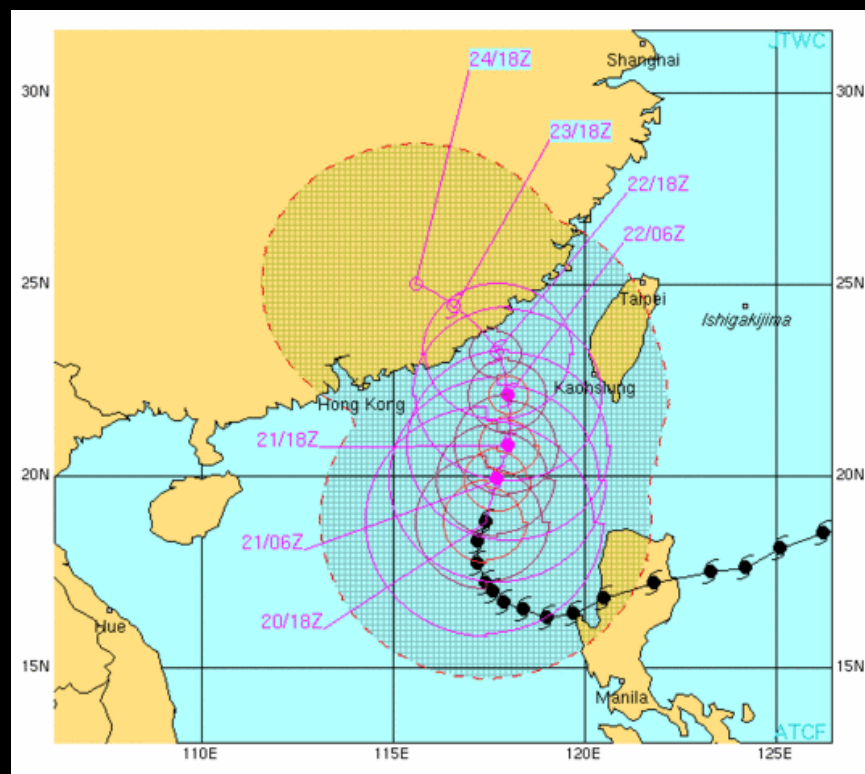 24/18Z
JTWC
Shanghai
30N
30N
23/18Z
22/18Z
22/06Z
25N
25N
Taipei
Ishigakijima
Kaohsiung
Hong Kong
21/18Z
20N
20N
21/06Z
20/18Z
Hue
15N
15N
Manila
ATCF
110E
115E
120E
125E